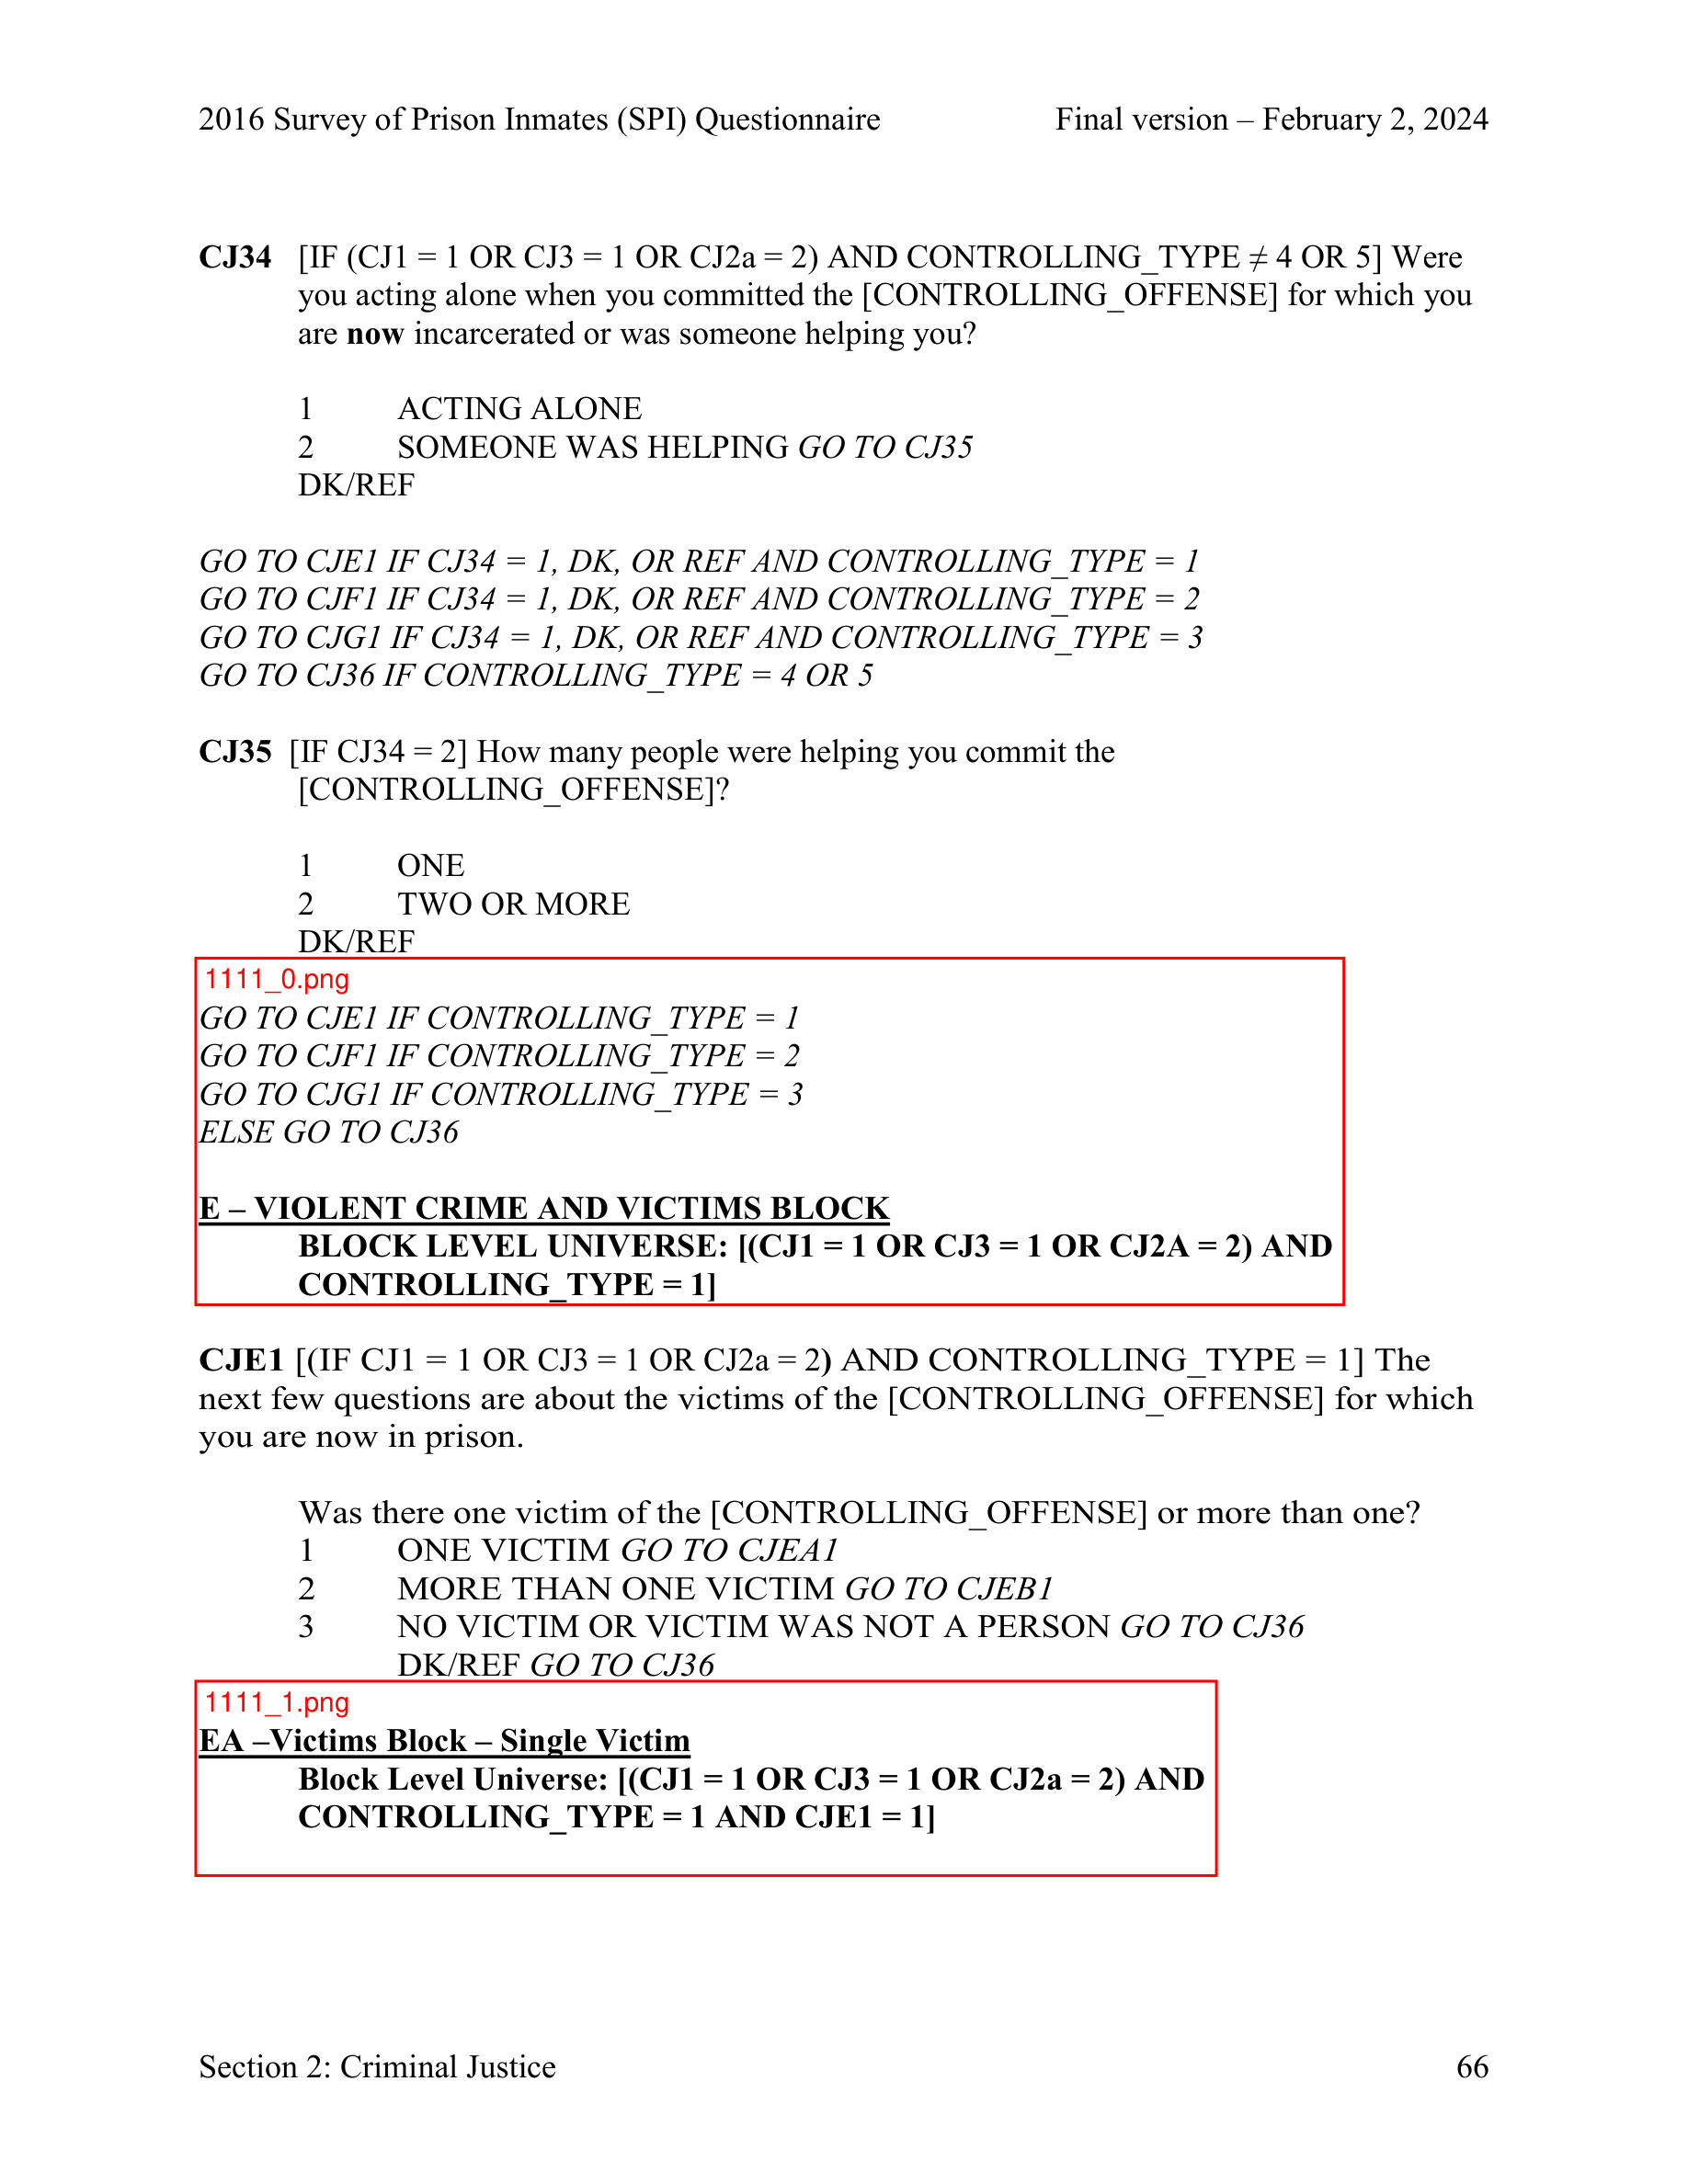 2016 Survey of Prison Inmates (SPI) Questionnaire Final version – February 2, 2024
CJ34 [IF (CJ1 = 1 OR CJ3 = 1 OR CJ2a = 2) AND CONTROLLING_TYPE ≠ 4 OR 5] Were
you acting alone when you committed the [CONTROLLING_OFFENSE] for which you
are now incarcerated or was someone helping you?
1 ACTING ALONE
2 SOMEONE WAS HELPING GO TO CJ35
DK/REF
GO TO CJE1 IF CJ34 = 1, DK, OR REF AND CONTROLLING_TYPE = 1
GO TO CJF1 IF CJ34 = 1, DK, OR REF AND CONTROLLING_TYPE = 2
GO TO CJG1 IF CJ34 = 1, DK, OR REF AND CONTROLLING_TYPE = 3
GO TO CJ36 IF CONTROLLING_TYPE = 4 OR 5
CJ35 [IF CJ34 = 2] How many people were helping you commit the
[CONTROLLING_OFFENSE]?
1 ONE
2 TWO OR MORE
DK/REF
1111_0.png
GO TO CJE1 IF CONTROLLING_TYPE = 1
GO TO CJF1 IF CONTROLLING_TYPE = 2
GO TO CJG1 IF CONTROLLING_TYPE = 3
ELSE GO TO CJ36
E – VIOLENT CRIME AND VICTIMS BLOCK
BLOCK LEVEL UNIVERSE: [(CJ1 = 1 OR CJ3 = 1 OR CJ2A = 2) AND
CONTROLLING_TYPE = 1]
CJE1 [(IF CJ1 = 1 OR CJ3 = 1 OR CJ2a = 2) AND CONTROLLING_TYPE = 1] The
next few questions are about the victims of the [CONTROLLING_OFFENSE] for which
you are now in prison.
Was there one victim of the [CONTROLLING_OFFENSE] or more than one?
1 ONE VICTIM GO TO CJEA1
2 MORE THAN ONE VICTIM GO TO CJEB1
3 NO VICTIM OR VICTIM WAS NOT A PERSON GO TO CJ36
DK/REF GO TO CJ36
1111_1.png
EA –Victims Block – Single Victim
Block Level Universe: [(CJ1 = 1 OR CJ3 = 1 OR CJ2a = 2) AND
CONTROLLING_TYPE = 1 AND CJE1 = 1]
Section 2: Criminal Justice 66